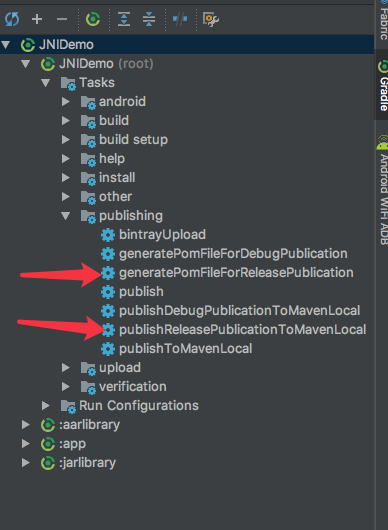 JNIDemo
JNIDemo (root)
Tasks
android
build
build setup
help
install
other
publishing
bintrayUpload
generatePomFileForDebugPublication
generatePomFileForReleasePublication
publish
publishDebugPublicationToMavenLocal
publishReleasePublicationToMavenLocal
publishToMavenLocal
upload
verification
Run Configurations
:aarlibrary
:app
:jarlibrary
Fabric
Gradle
Android WiFi ADB